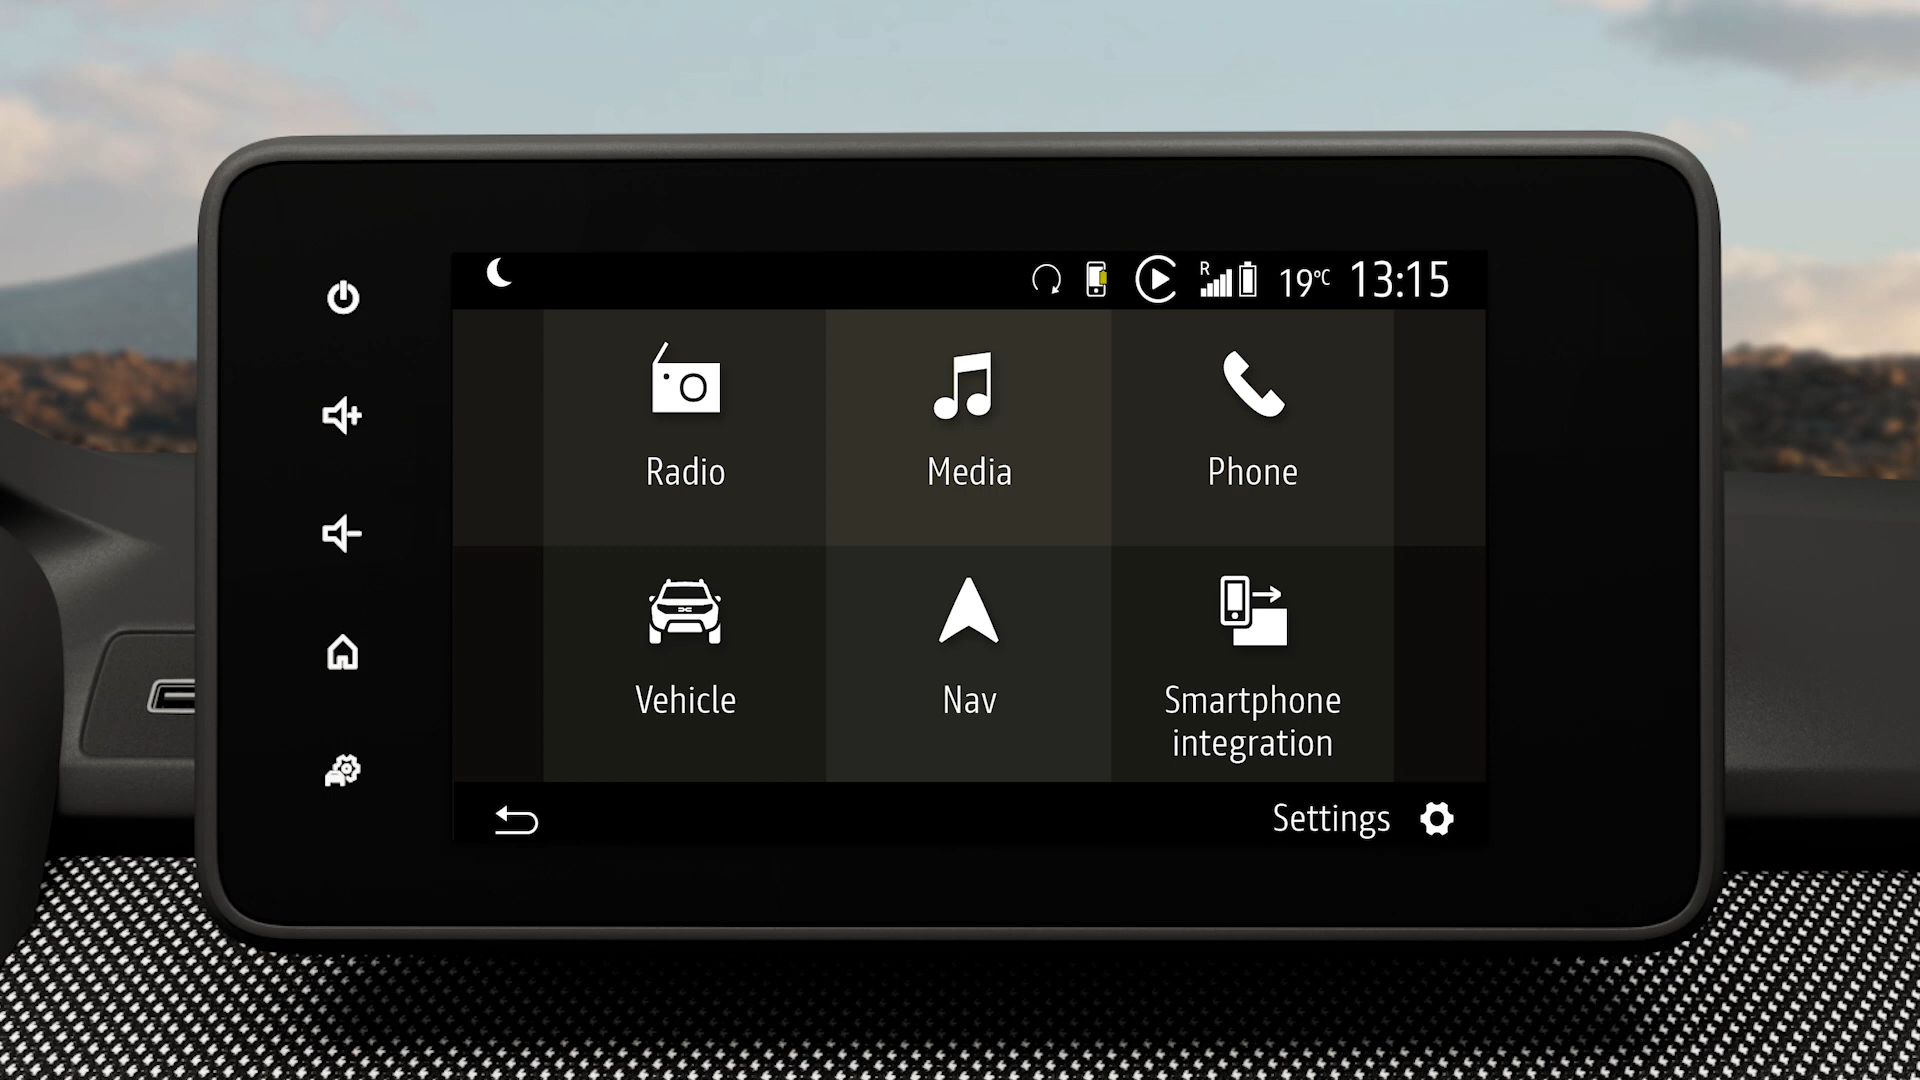 R
19°C 13:15
Radio Media Phone
Vehicle Nav Smartphone
integration
Settings